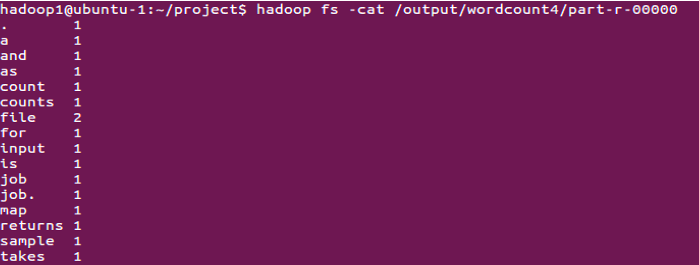 hadoop1@ubuntu-1:~/project$ hadoop fs -cat /output/wordcount4/part-r-00000
. 1
a 1
and 1
as 1
count 1
counts 1
file 2
for 1
input 1
is 1
job 1
job. 1
map 1
returns 1
sample 1
takes 1